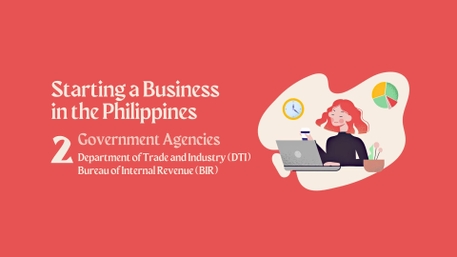 Starting a Business
in the Philippines
2 Government Agencies
Department of Trade and Industry (DTI)
Bureau of Internal Revenue (BIR)